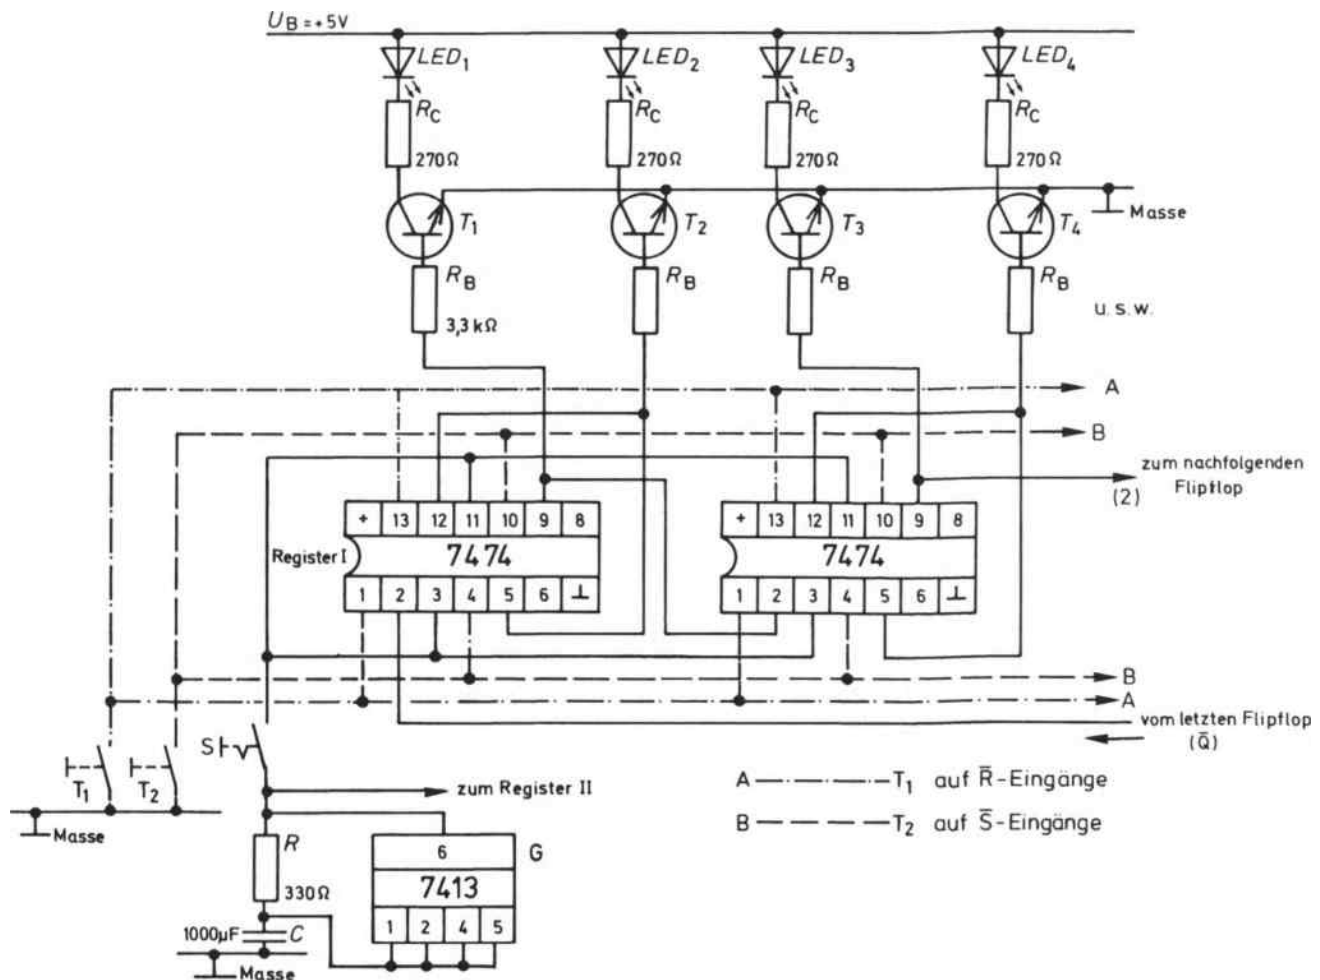 U_B = +5V
LED₁
LED₂
LED₃
LED₄
R_C
R_C
R_C
R_C
270Ω
270Ω
270Ω
270Ω
T₁
T₂
T₃
T₄
Masse
R_B
R_B
R_B
R_B
3,3 kΩ
u.s.w.
A
B
zum nachfolgenden
Flipflop
(2)
+ 13 12 11 10 9 8
Register I
7474
1 2 3 4 5 6 ⊥
+ 13 12 11 10 9 8
7474
1 2 3 4 5 6 ⊥
B
A
vom letzten Flipflop
(Q̅)
S
T₁
T₂
zum Register II
Masse
A T₁ auf R̅-Eingänge
B T₂ auf S̅-Eingänge
R
330Ω
6
G
7413
1 2 4 5
1000µF
C
Masse